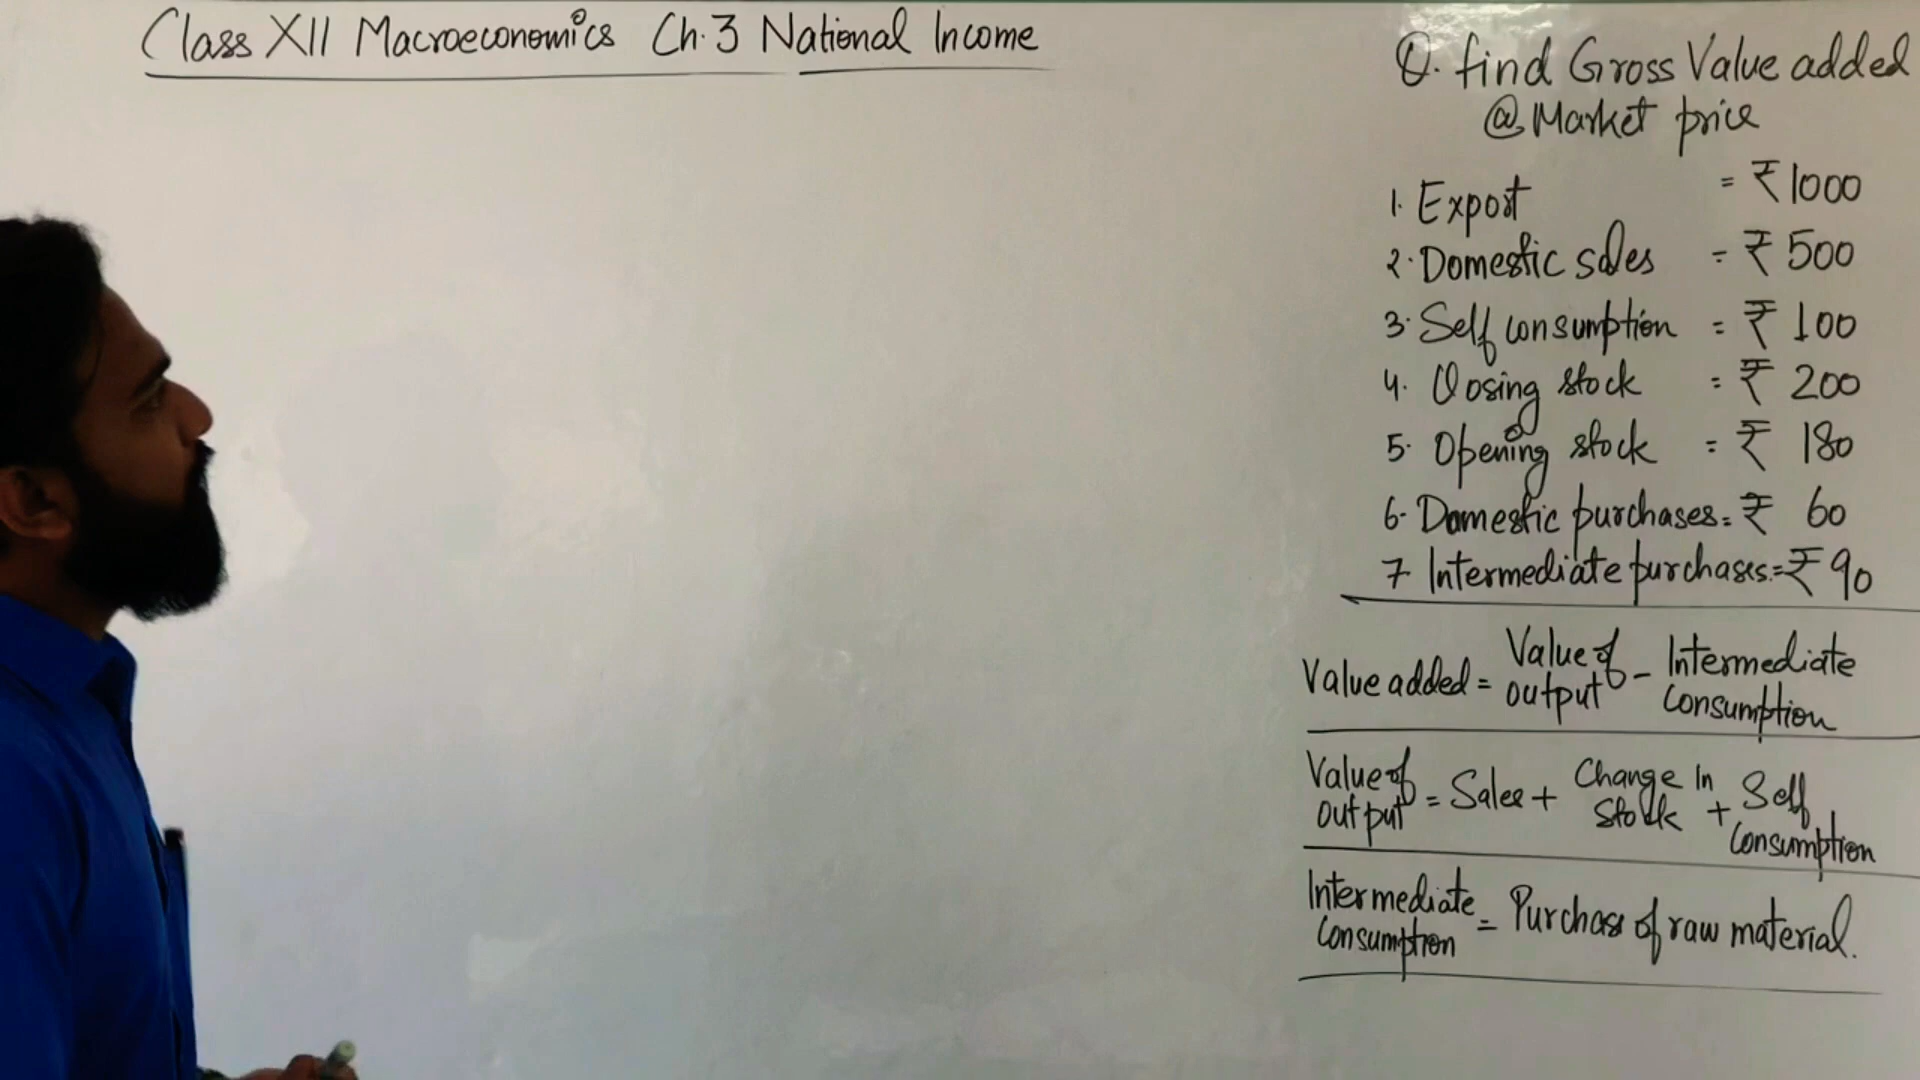 Class XII Macroeconomics Ch.3 National Income
Q. find Gross Value added
@ Market price
1. Export = ₹1000
2. Domestic sales = ₹ 500
3. Self consumption = ₹ 100
4. Closing stock = ₹ 200
5. Opening stock = ₹ 180
6. Domestic purchases = ₹ 60
7 Intermediate purchases = ₹ 90
Value added = Value of output - Intermediate Consumption
Value of output = Sales + Change In Stock + Self Consumption
Intermediate Consumption = Purchase of raw material.